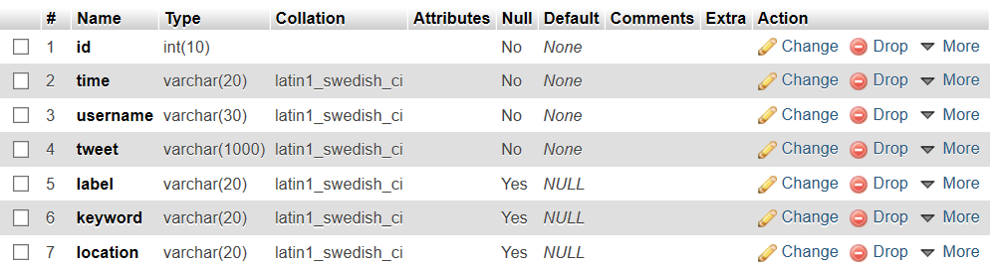 # Name Type Collation Attributes Null Default Comments Extra Action
1 id int(10) No None Change Drop More
2 time varchar(20) latin1_swedish_ci No None Change Drop More
3 username varchar(30) latin1_swedish_ci No None Change Drop More
4 tweet varchar(1000) latin1_swedish_ci No None Change Drop More
5 label varchar(20) latin1_swedish_ci Yes NULL Change Drop More
6 keyword varchar(20) latin1_swedish_ci Yes NULL Change Drop More
7 location varchar(20) latin1_swedish_ci Yes NULL Change Drop More